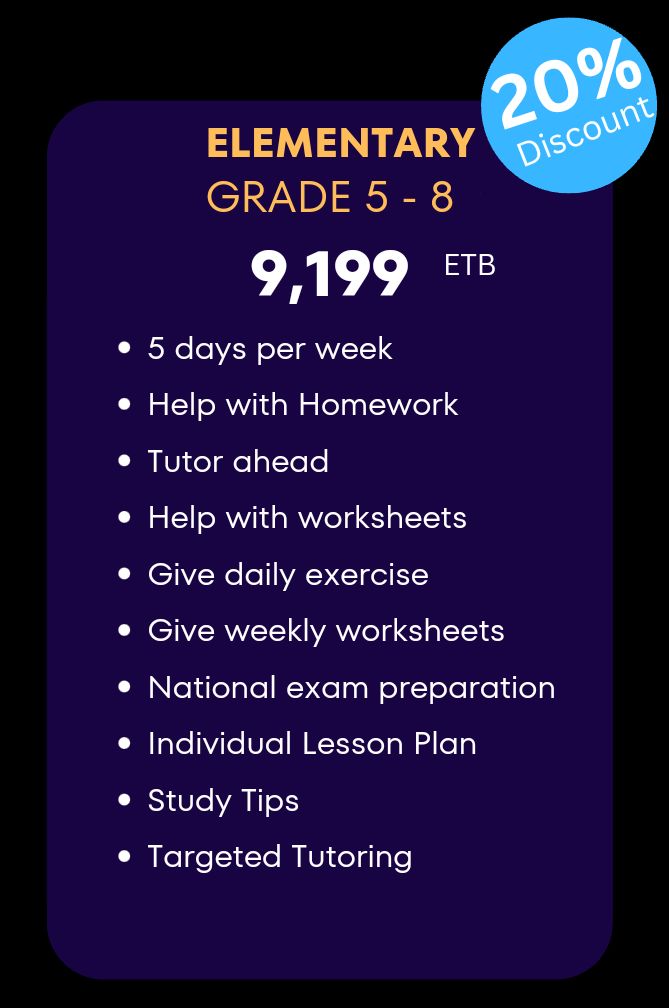 20%
Discount
ELEMENTARY
GRADE 5 - 8
9,199 ETB
• 5 days per week
• Help with Homework
• Tutor ahead
• Help with worksheets
• Give daily exercise
• Give weekly worksheets
• National exam preparation
• Individual Lesson Plan
• Study Tips
• Targeted Tutoring